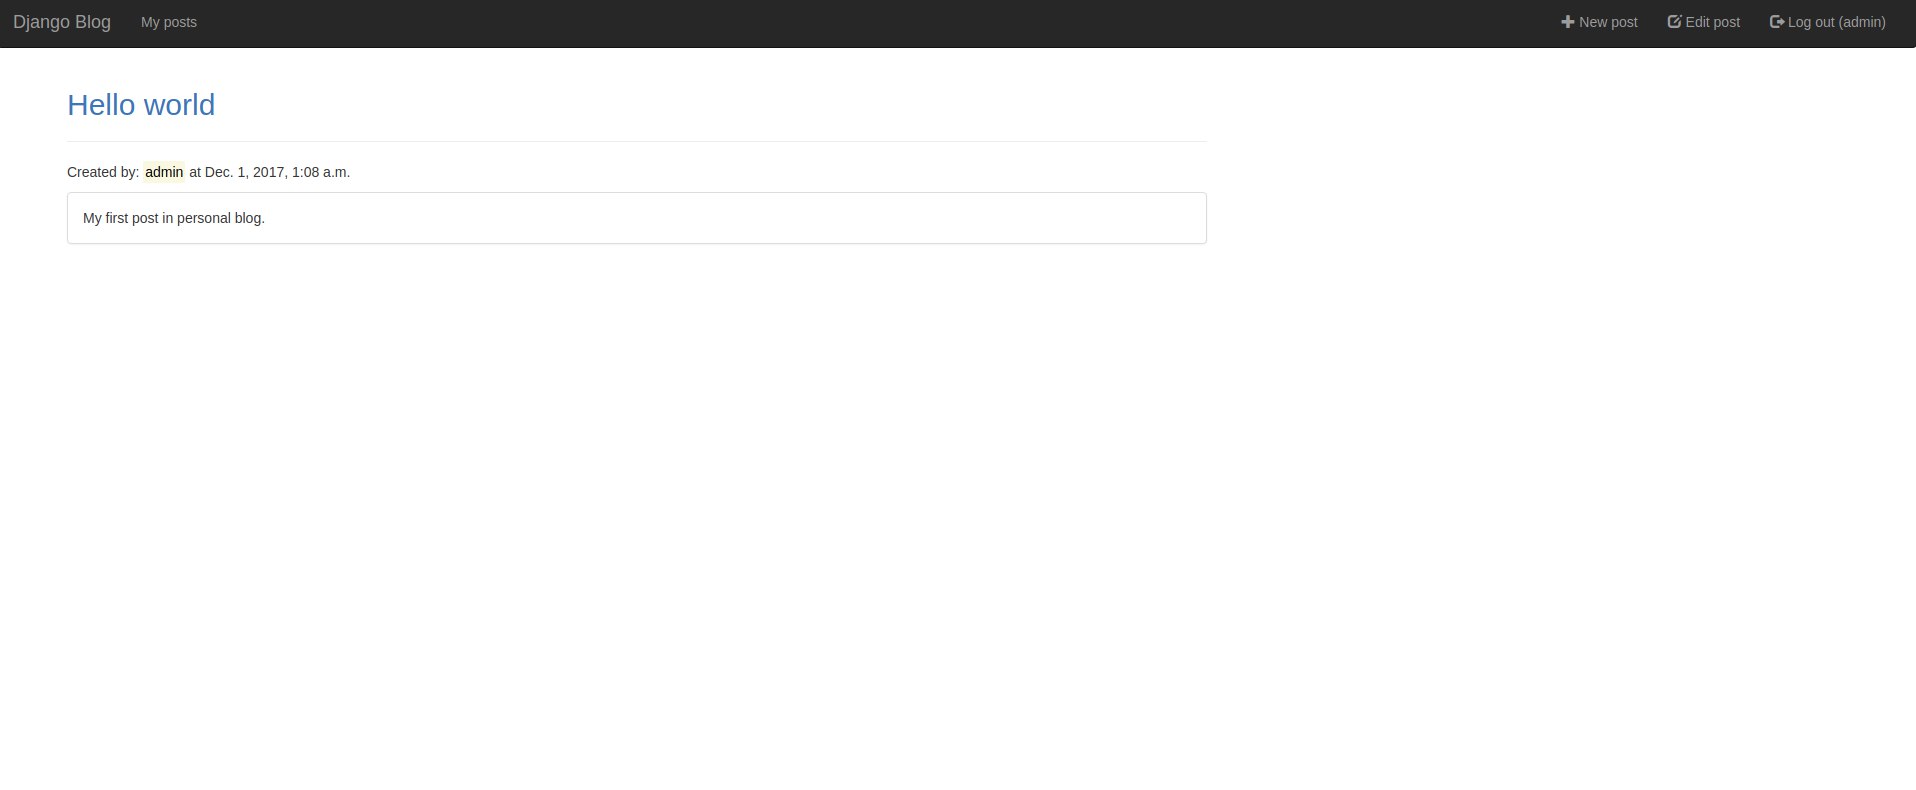 Django Blog My posts New post Edit post Log out (admin)
Hello world
Created by: admin at Dec. 1, 2017, 1:08 a.m.
My first post in personal blog.